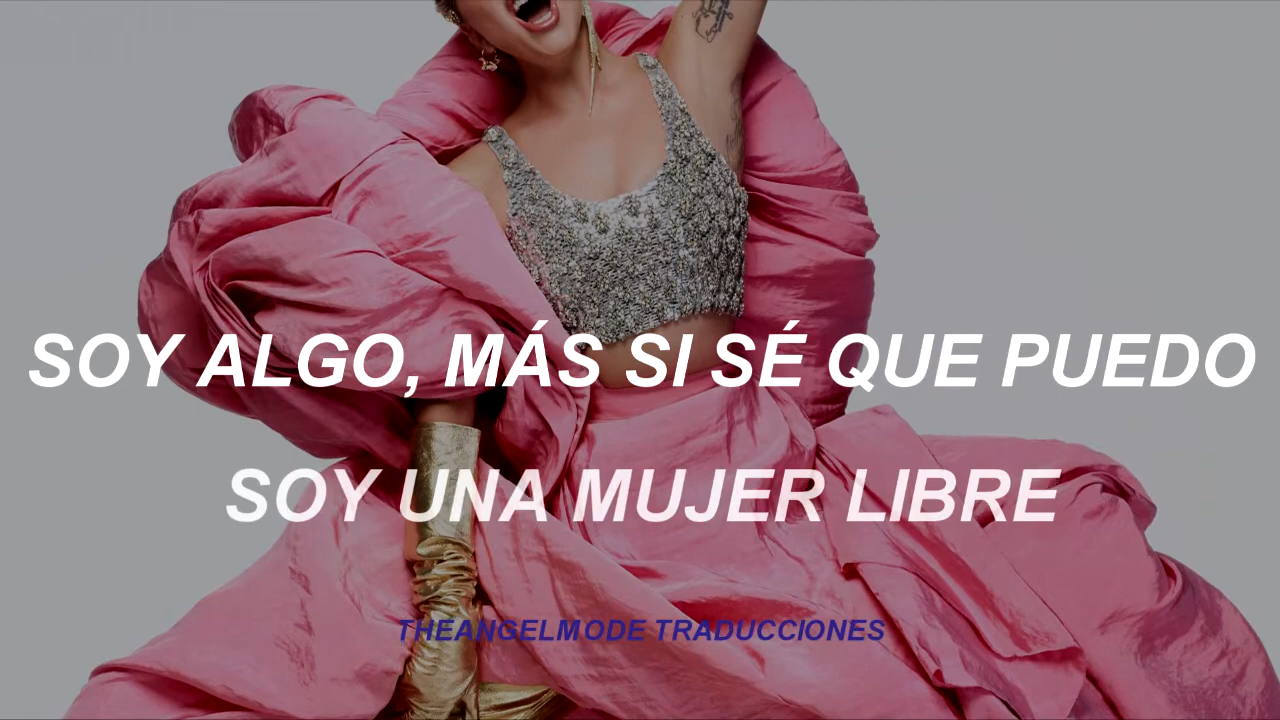 SOY ALGO, MÁS SI SÉ QUE PUEDO
SOY UNA MUJER LIBRE
THEANGELMODE TRADUCCIONES